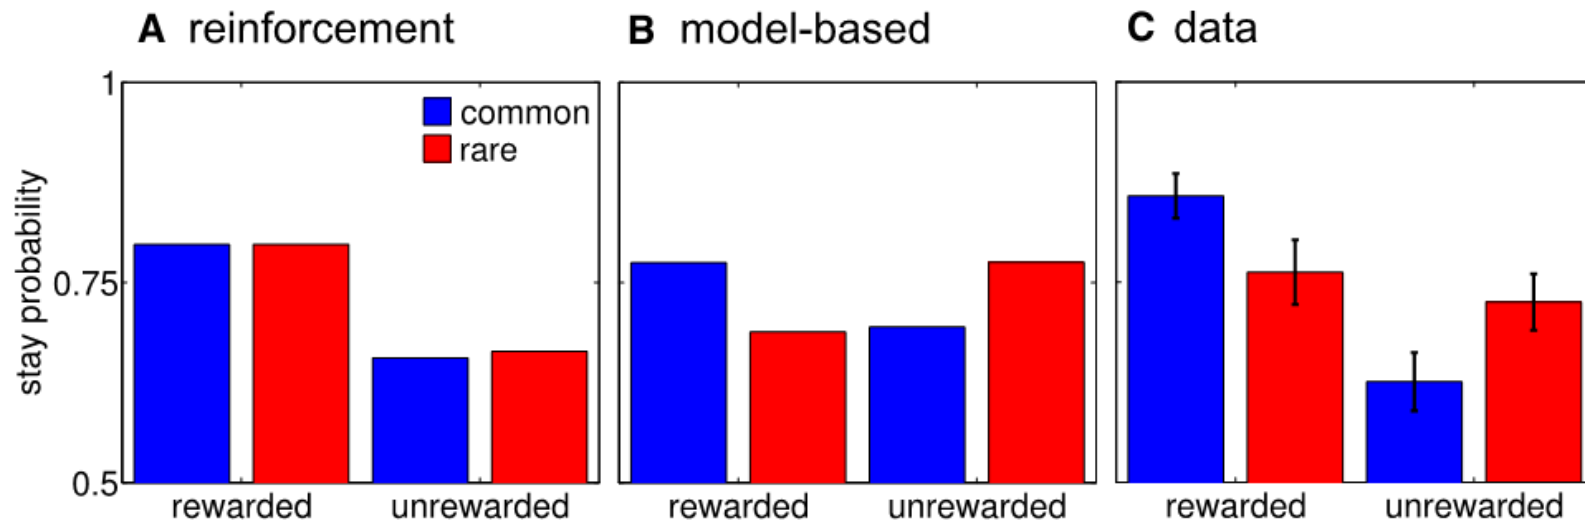 A reinforcement
B model-based
C data
stay probability
1
0.75
0.5
common
rare
rewarded
unrewarded
rewarded
unrewarded
rewarded
unrewarded